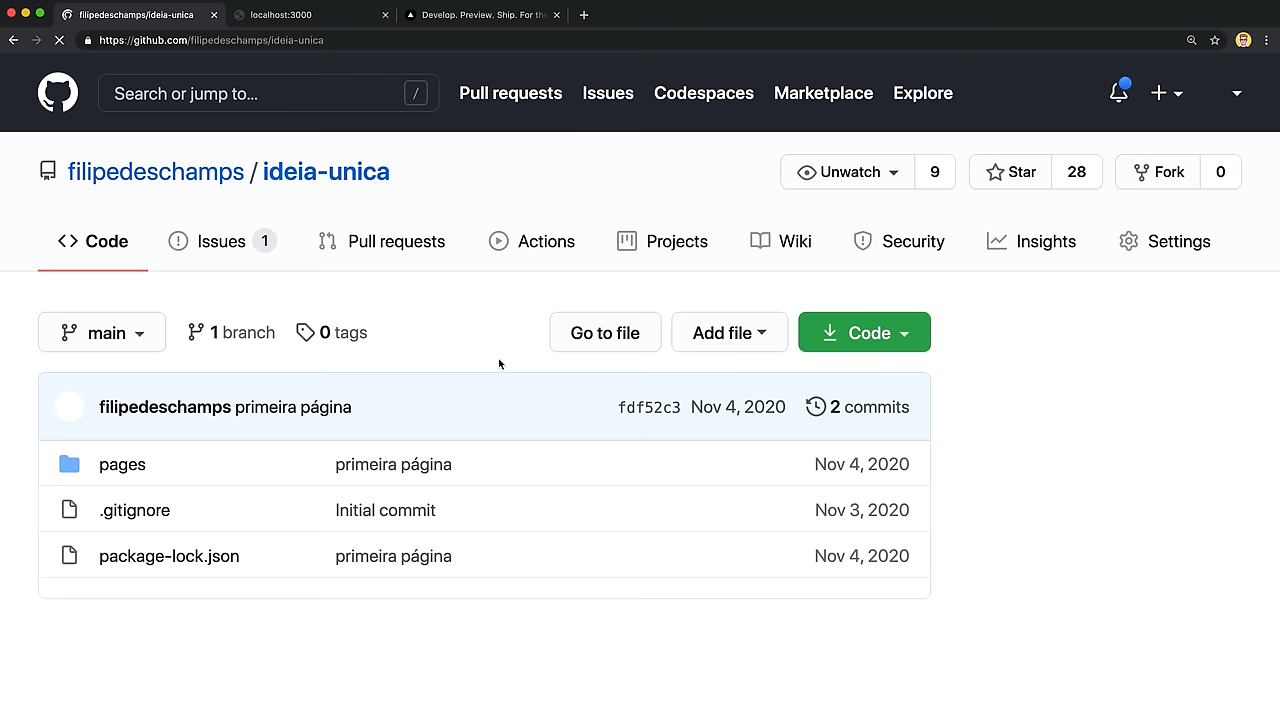 filipedeschamps/ideia-unica
localhost:3000
Develop. Preview. Ship. For the
https://github.com/filipedeschamps/ideia-unica
Search or jump to... /
Pull requests Issues Codespaces Marketplace Explore
filipedeschamps / ideia-unica
Unwatch 9 Star 28 Fork 0
Code Issues 1 Pull requests Actions Projects Wiki Security Insights Settings
main 1 branch 0 tags Go to file Add file Code
filipedeschamps primeira página fdf52c3 Nov 4, 2020 2 commits
pages primeira página Nov 4, 2020
.gitignore Initial commit Nov 3, 2020
package-lock.json primeira página Nov 4, 2020